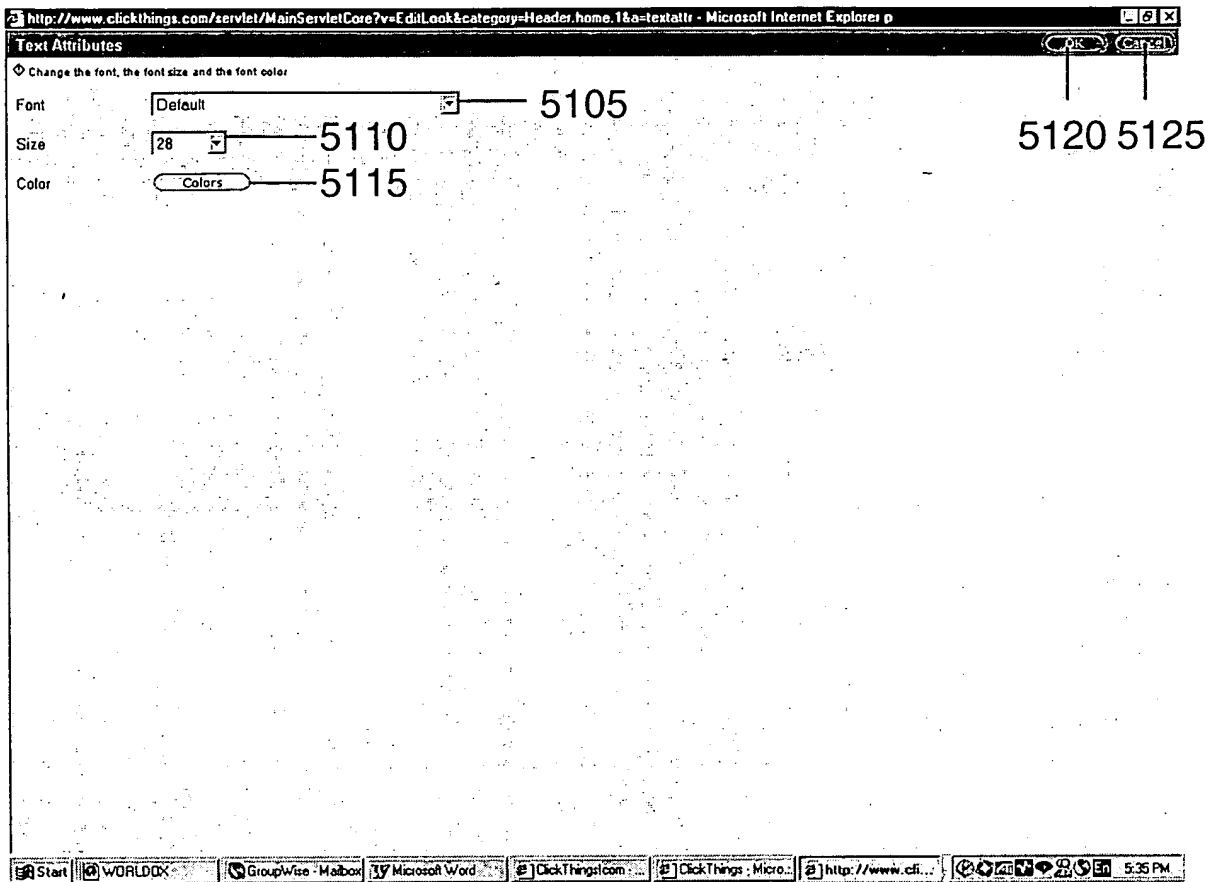 http://www.clickthings.com/servlet/MainServletCore?v=EditLook&category=Header.home.1&a=textattr - Microsoft Internet Explorer p
Text Attributes OK Cancel
Change the font, the font size and the font color
Font Default 5105
Size 28 5110 5120 5125
Color Colors 5115
Start WORLDOX GroupWise - Mailbox Microsoft Word ClickThings!com ... ClickThings - Micro... http://www.cli... En 5:35 PM